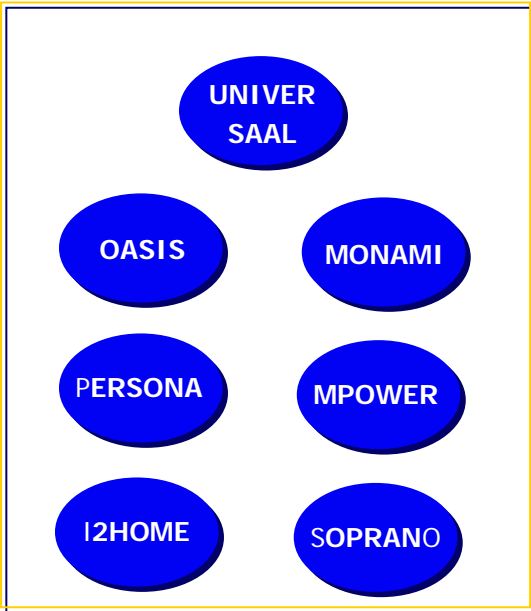 UNIVER
SAAL
OASIS
MONAMI
PERSONA
MPOWER
I2HOME
SOPRANO